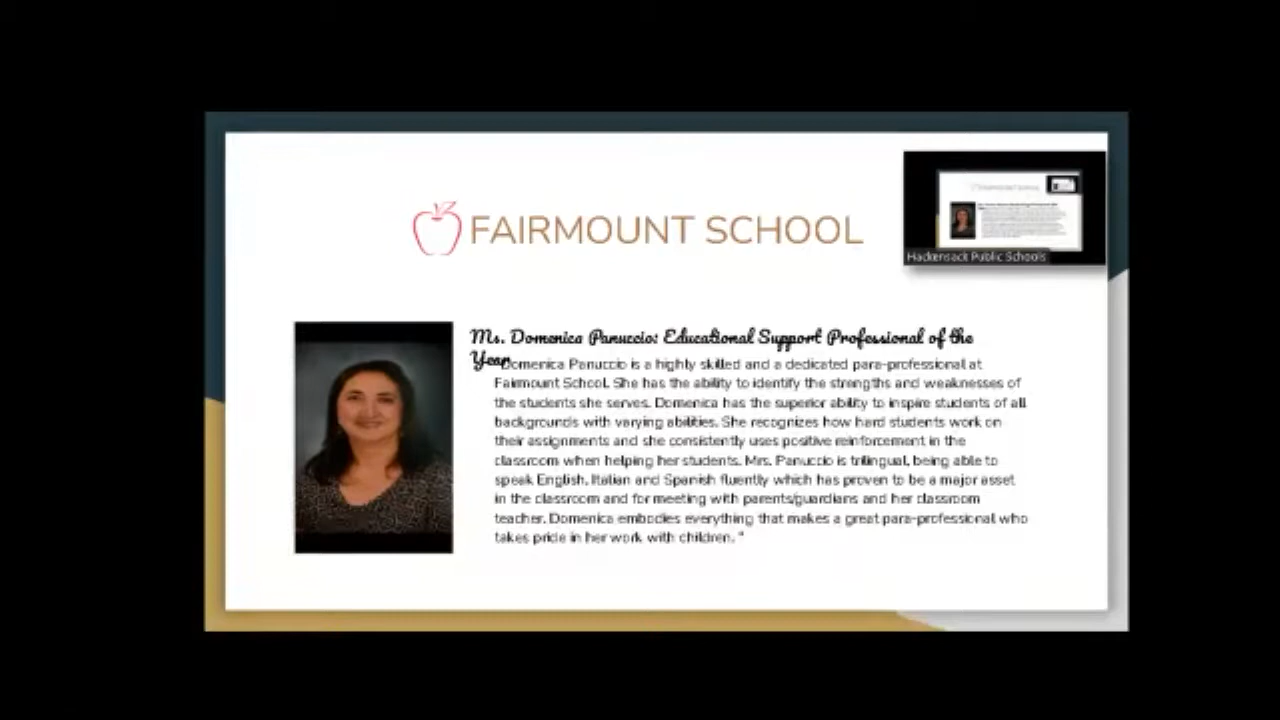 FAIRMOUNT SCHOOL
Hackensack Public Schools
Ms. Domenica Panuccio: Educational Support Professional of the
Year
Domenica Panuccio is a highly skilled and a dedicated para-professional at
Fairmount School. She has the ability to identify the strengths and weaknesses of
the students she serves. Domenica has the superior ability to inspire students of all
backgrounds with varying abilities. She recognizes how hard students work on
their assignments and she consistently uses positive reinforcement in the
classroom when helping her students. Mrs. Panuccio is trilingual, being able to
speak English, Italian and Spanish fluently which has proven to be a major asset
in the classroom and for meeting with parents/guardians and her classroom
teacher. Domenica embodies everything that makes a great para-professional who
takes pride in her work with children. "